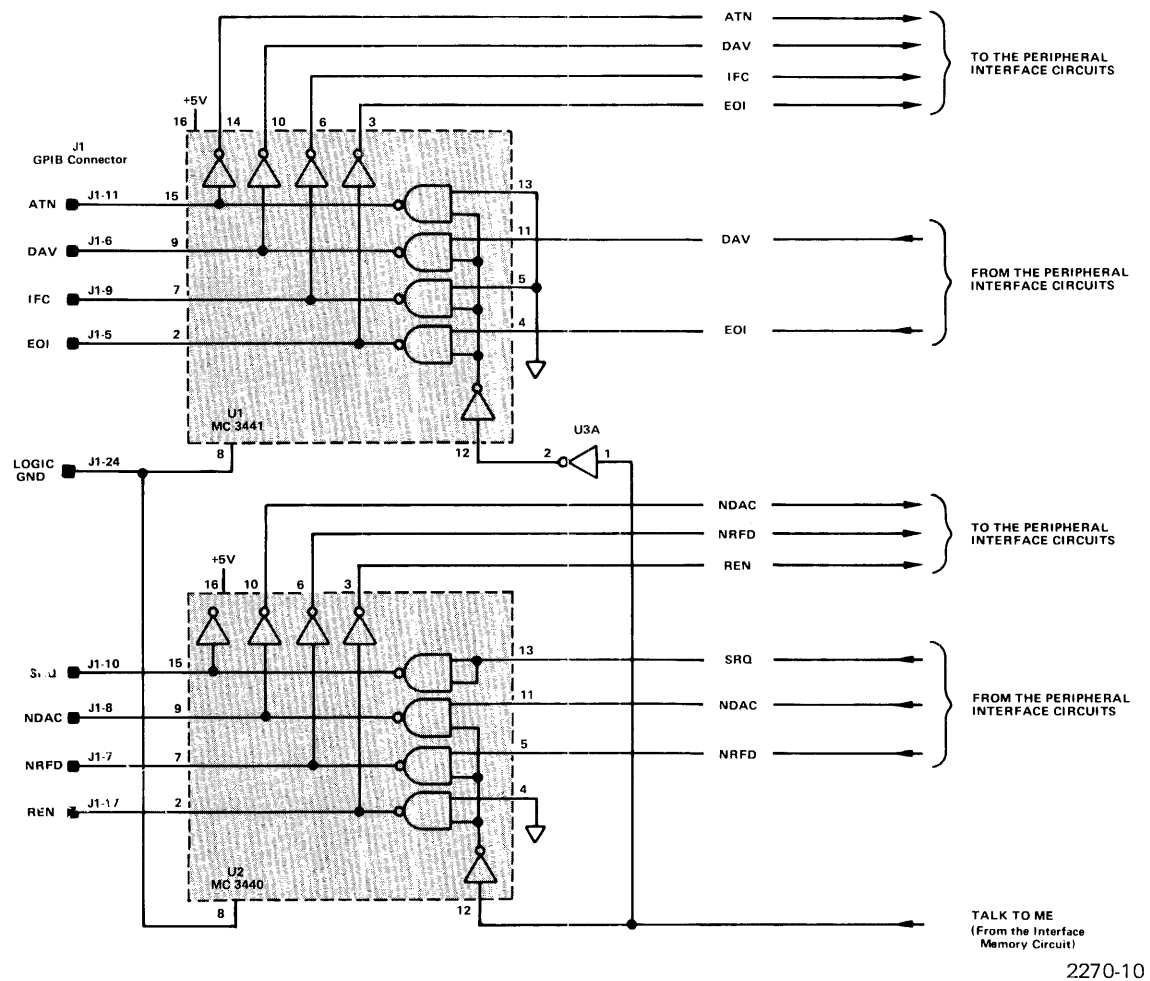 ATN
DAV
IFC
EOI
TO THE PERIPHERAL
INTERFACE CIRCUITS
+5V
16 14 10 6 3
J1
GPIB Connector
ATN J1-11 15 13
DAV J1-6 9 11 DAV
IFC J1-9 7 5
EOI J1-5 2 4 EOI
FROM THE PERIPHERAL
INTERFACE CIRCUITS
U1
MC 3441
8 12
U3A
2 1
LOGIC
GND
J1-24
NDAC
NRFD
REN
TO THE PERIPHERAL
INTERFACE CIRCUITS
+5V
16 10 6 3
J1-10 15 13 SRQ
NDAC J1-8 9 11 NDAC
NRFD J1-7 7 5 NRFD
REN J1-17 2 4
FROM THE PERIPHERAL
INTERFACE CIRCUITS
U2
MC 3440
8 12
TALK TO ME
(From the Interface
Memory Circuit)
2270-10